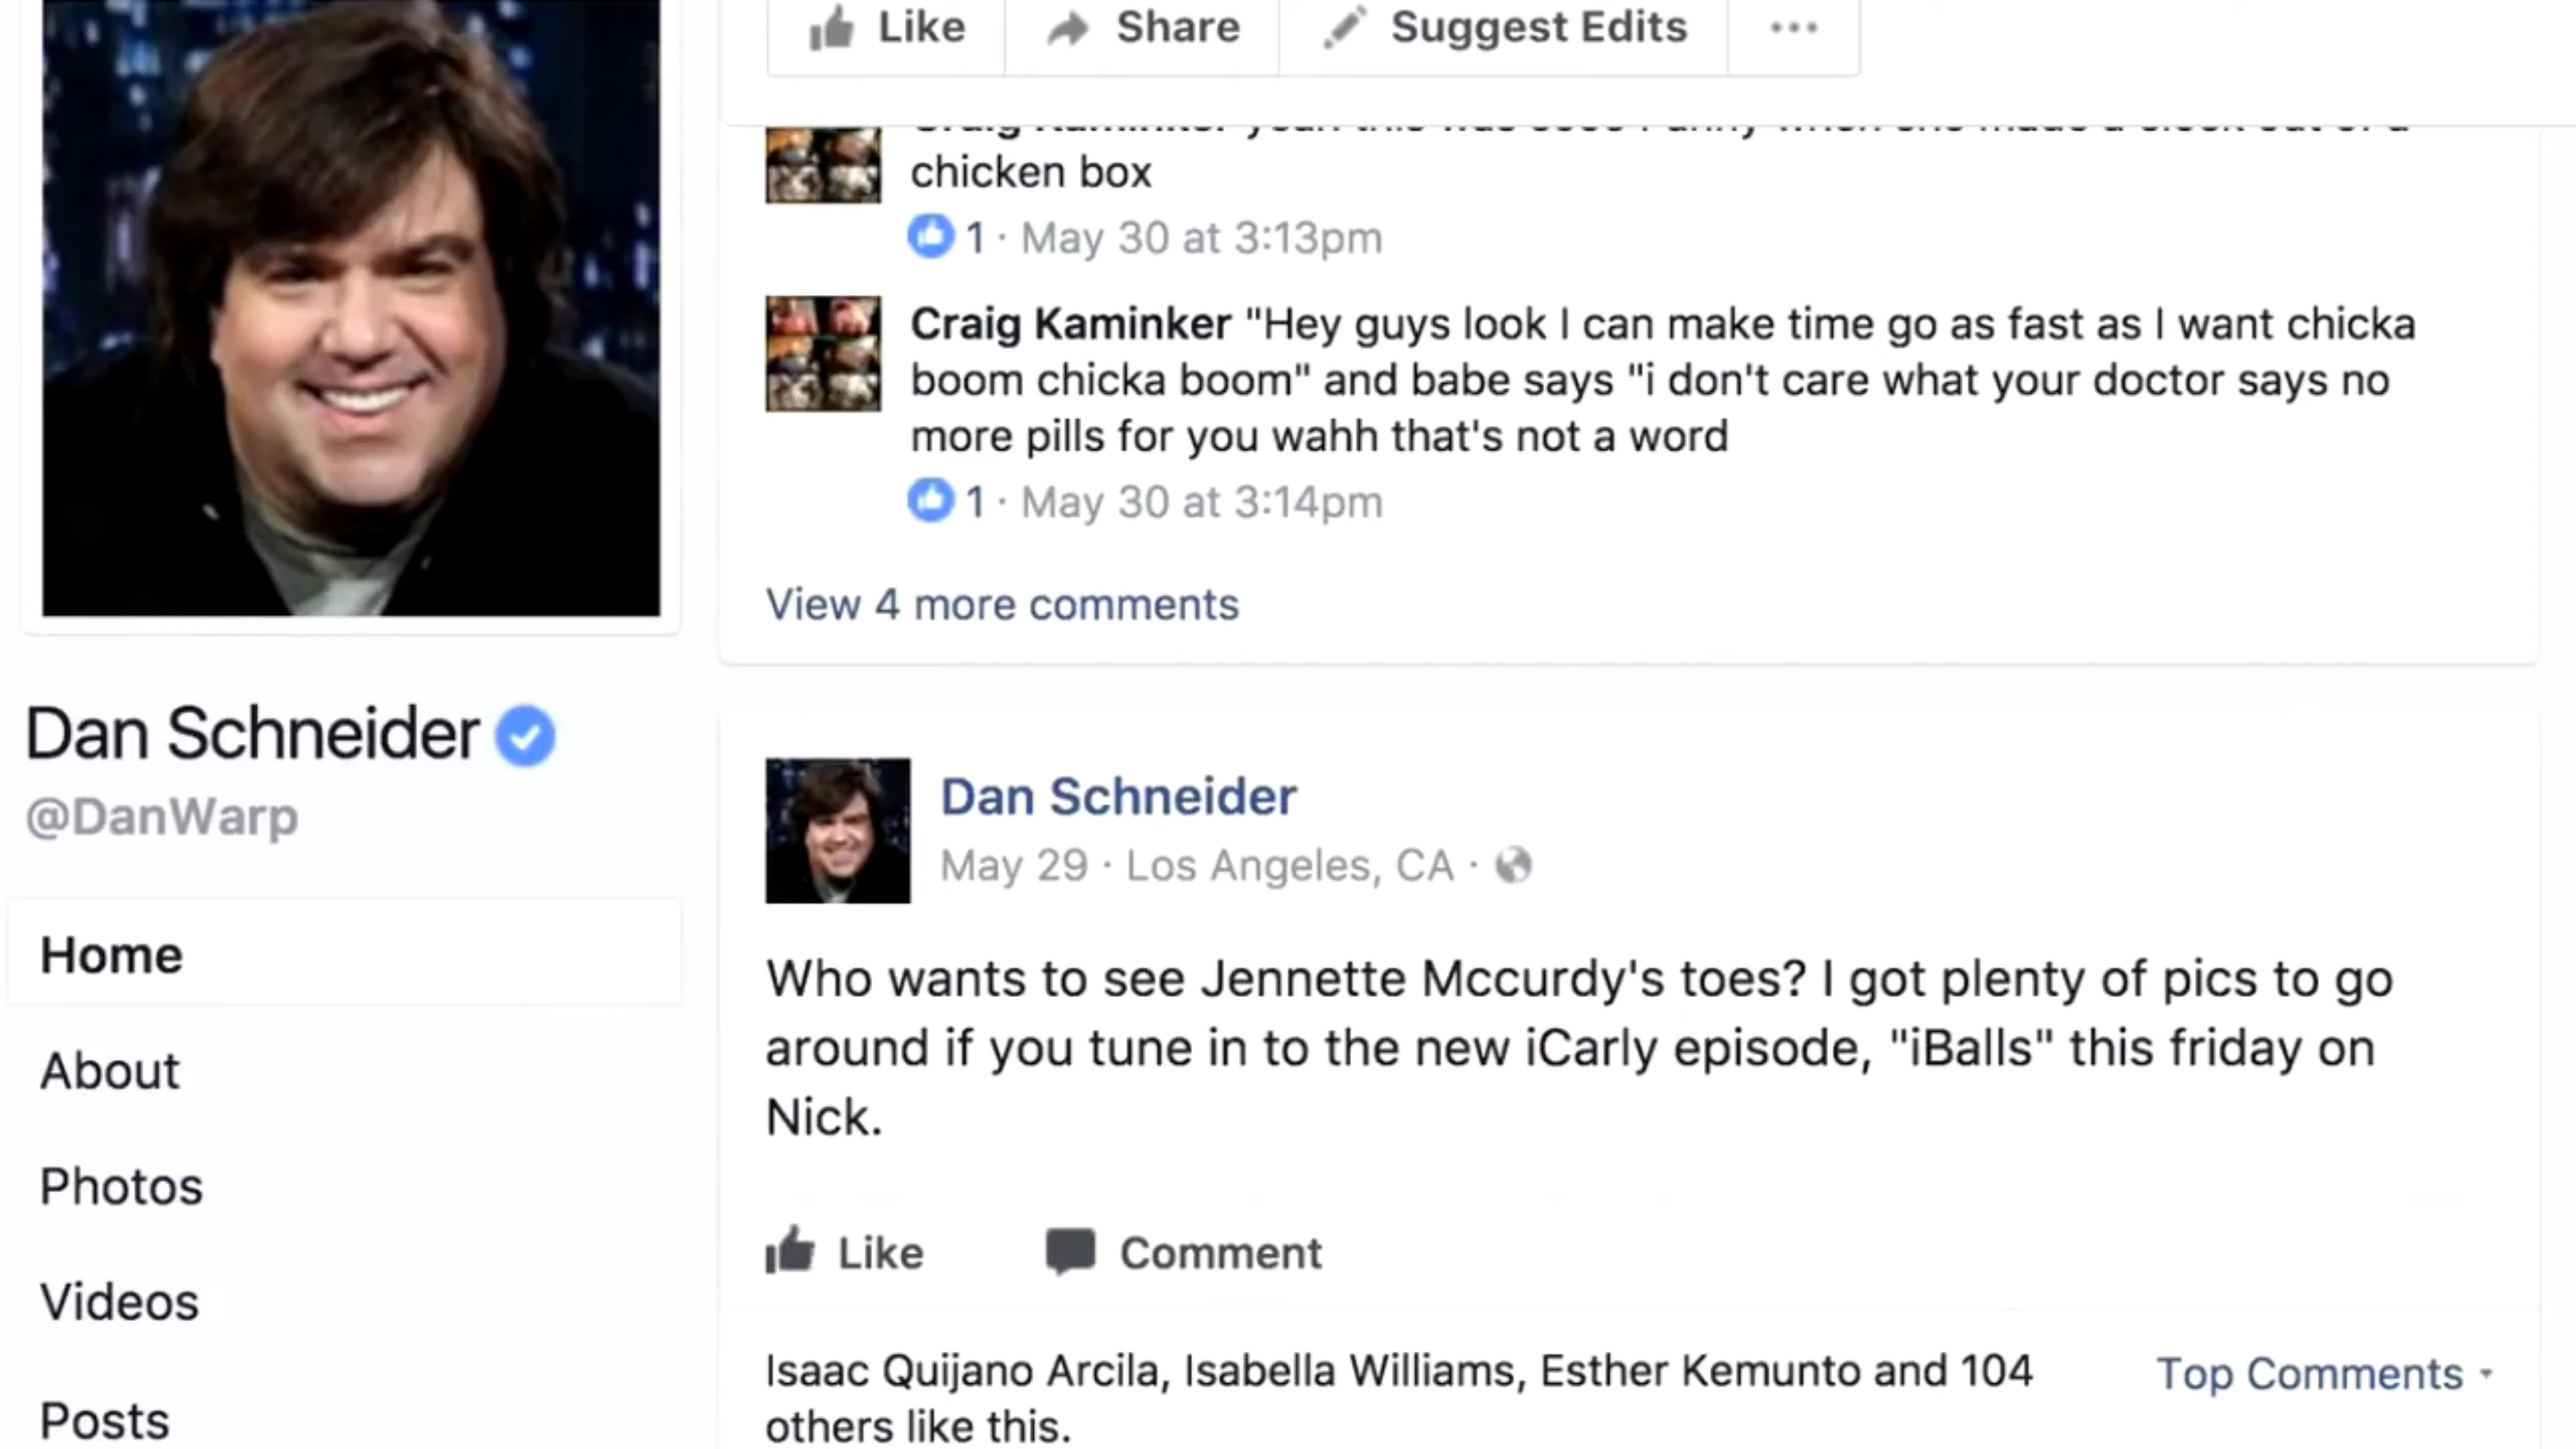 Like
Share
Suggest Edits
chicken box
1 · May 30 at 3:13pm
Craig Kaminker "Hey guys look I can make time go as fast as I want chicka
boom chicka boom" and babe says "i don't care what your doctor says no
more pills for you wahh that's not a word
1 · May 30 at 3:14pm
View 4 more comments
Dan Schneider
@DanWarp
Home
About
Photos
Videos
Posts
Dan Schneider
May 29 · Los Angeles, CA ·
Who wants to see Jennette Mccurdy's toes? I got plenty of pics to go
around if you tune in to the new iCarly episode, "iBalls" this friday on
Nick.
Like
Comment
Isaac Quijano Arcila, Isabella Williams, Esther Kemunto and 104
others like this.
Top Comments